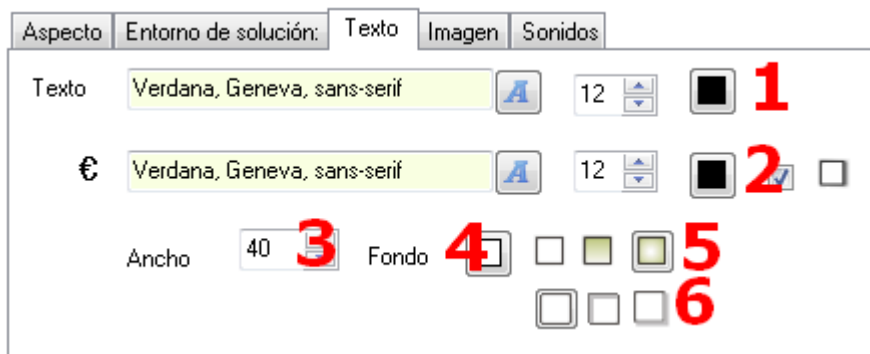 Aspecto Entorno de solución: Texto Imagen Sonidos
Texto Verdana, Geneva, sans-serif A 12 1
€ Verdana, Geneva, sans-serif A 12 2
Ancho 40 3 Fondo 4 5
6